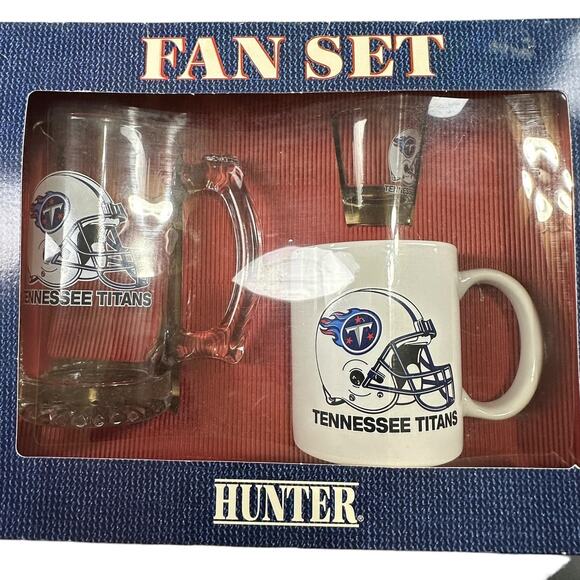 FAN SET
T
TENNESSEE TITANS
T
TENNESSEE TITANS
HUNTER®